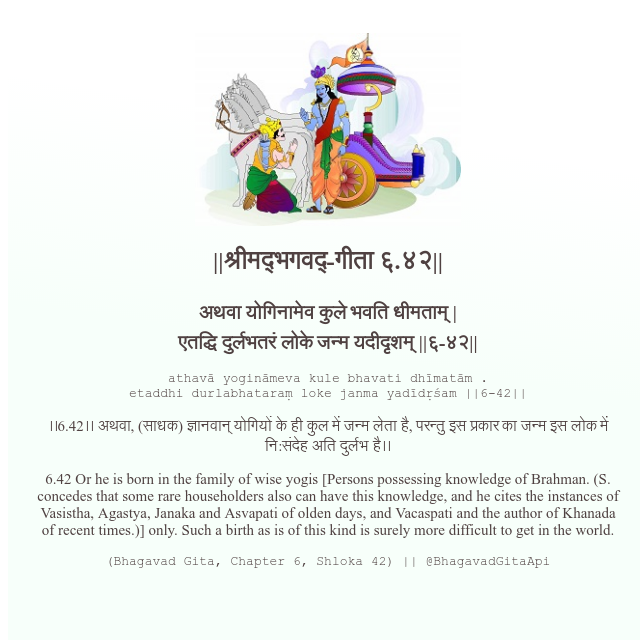 ||श्रीमद्‍भगवद्-गीता ६.४२||
अथवा योगिनामेव कुले भवति धीमताम् |
एतद्धि दुर्लभतरं लोके जन्म यदीदृशम् ||६-४२||
athavā yogināmeva kule bhavati dhīmatām .
etaddhi durlabhataraṃ loke janma yadīdṛśam ||6-42||
।।6.42।। अथवा, (साधक) ज्ञानवान् योगियों के ही कुल में जन्म लेता है, परन्तु इस प्रकार का जन्म इस लोक में
नि:संदेह अति दुर्लभ है।।
6.42 Or he is born in the family of wise yogis [Persons possessing knowledge of Brahman. (S.
concedes that some rare householders also can have this knowledge, and he cites the instances of
Vasistha, Agastya, Janaka and Asvapati of olden days, and Vacaspati and the author of Khanada
of recent times.)] only. Such a birth as is of this kind is surely more difficult to get in the world.
(Bhagavad Gita, Chapter 6, Shloka 42) || @BhagavadGitaApi